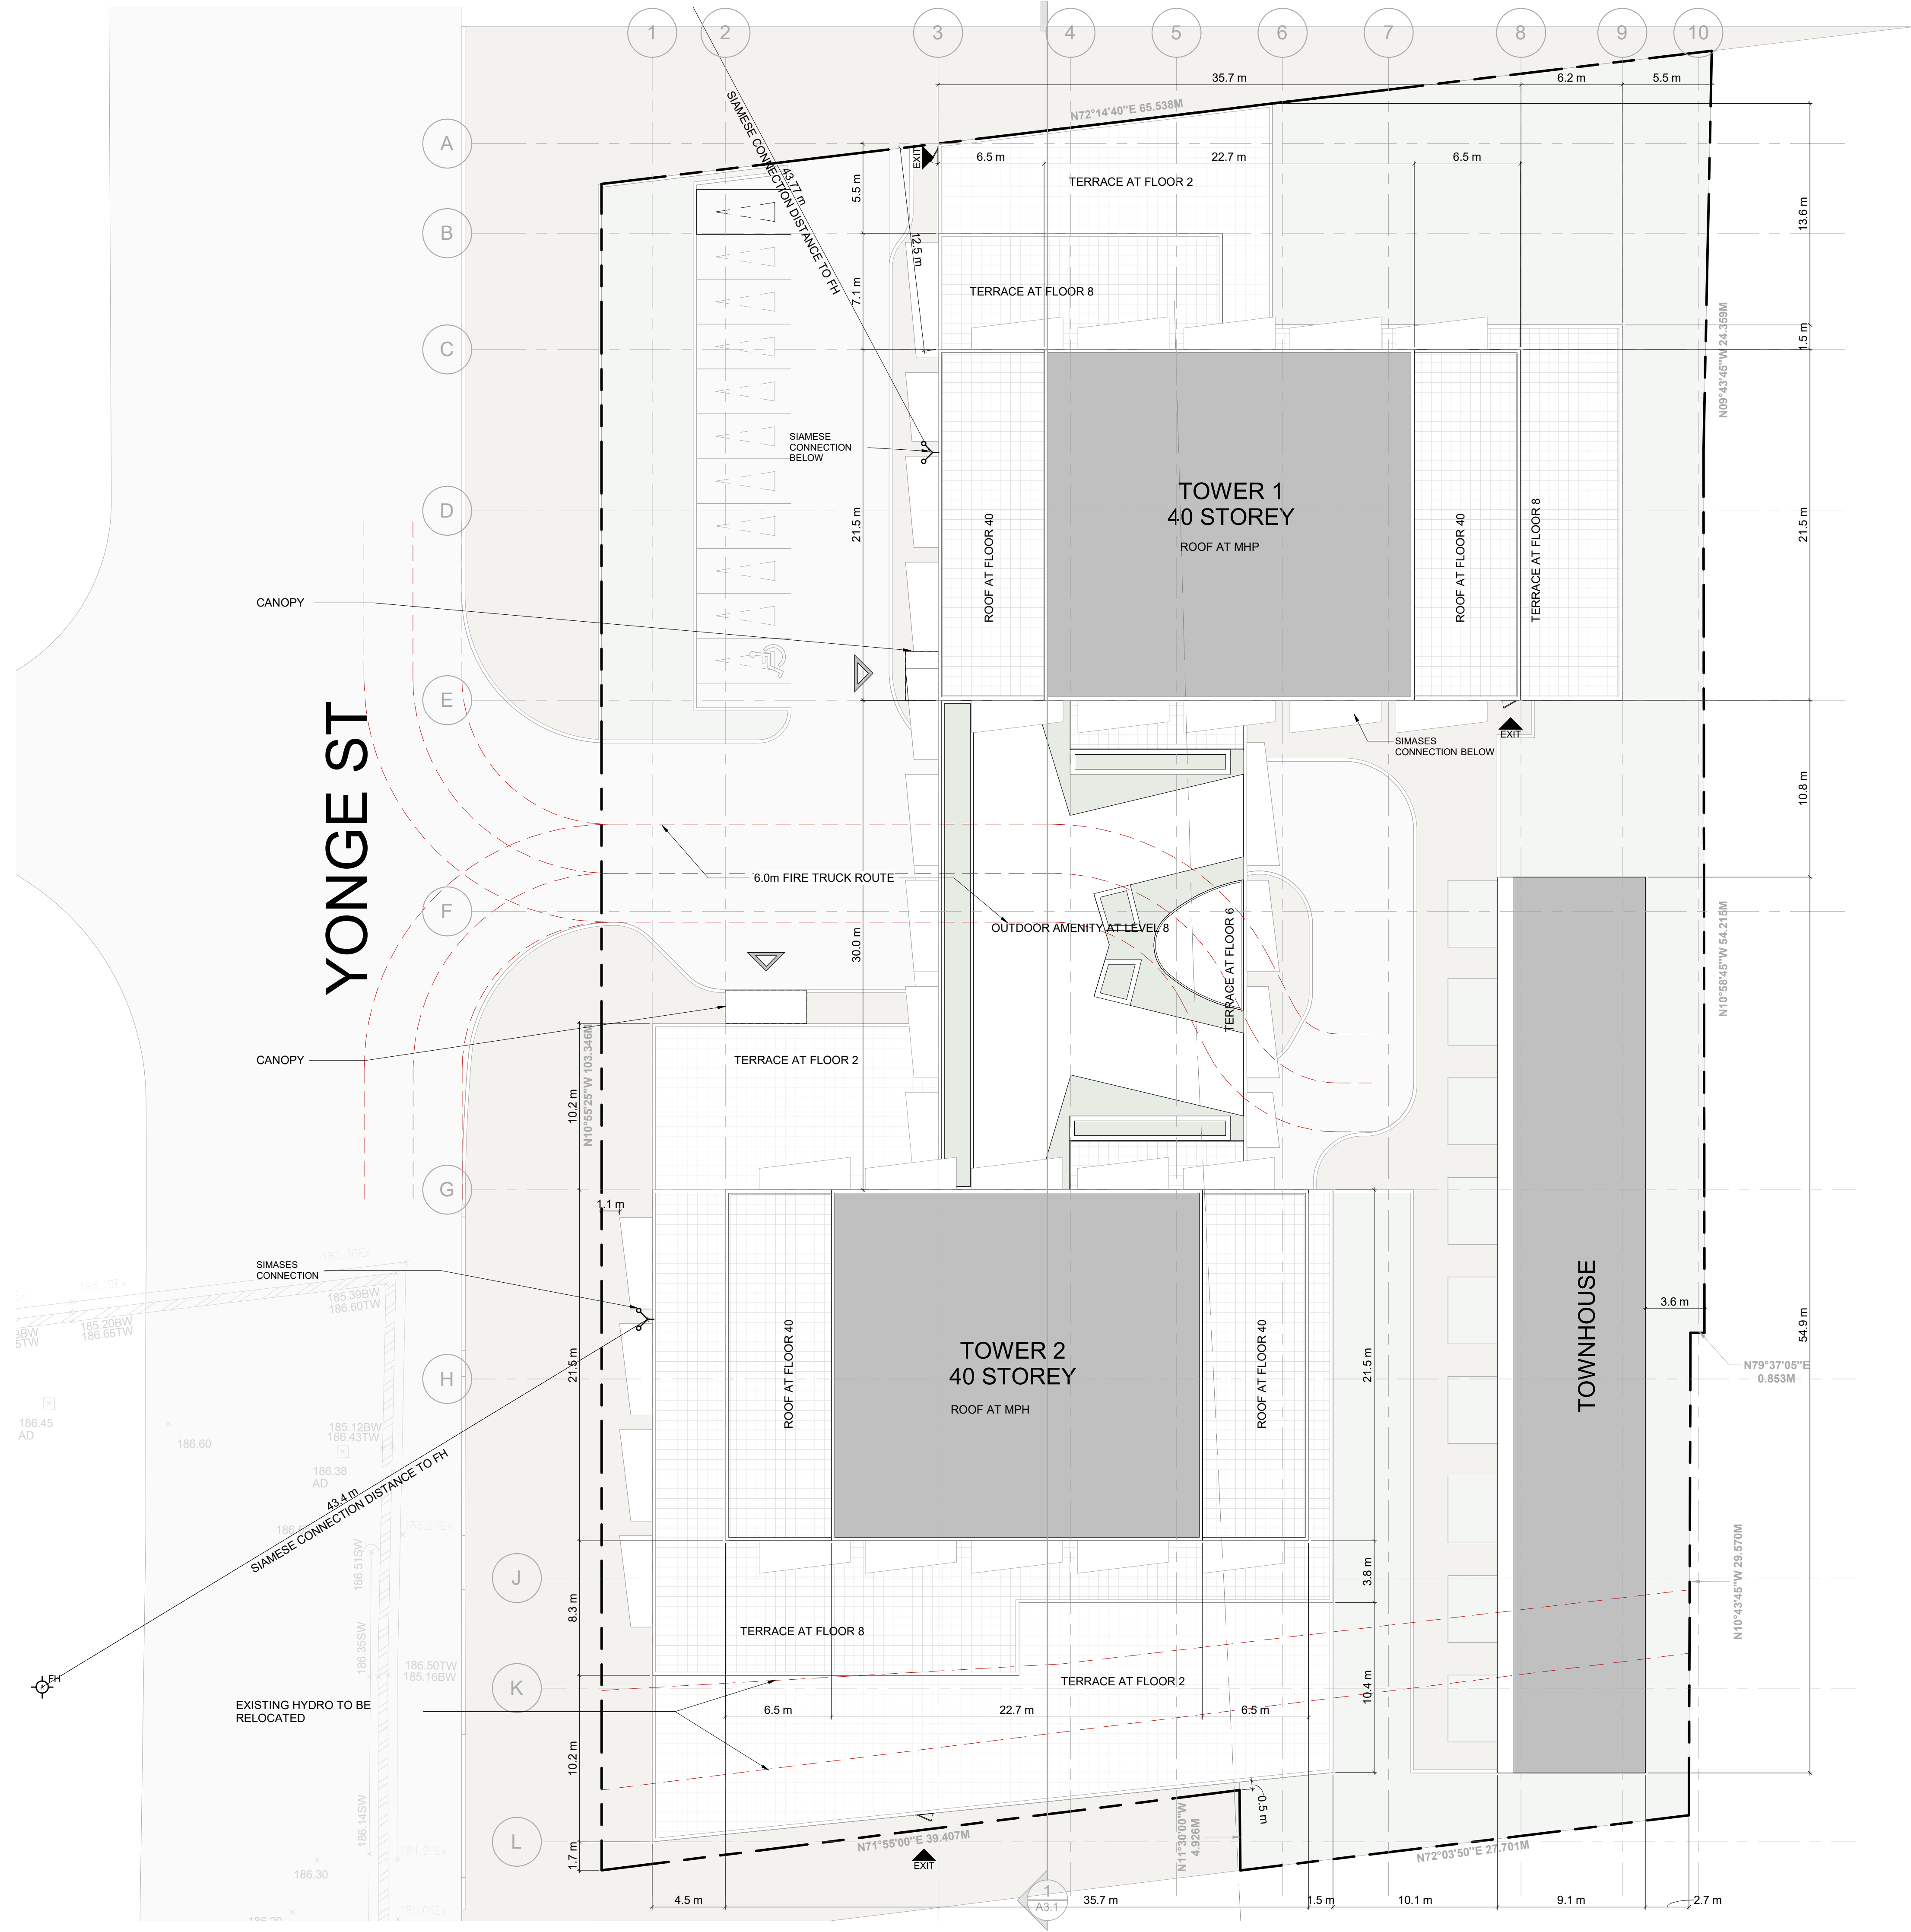 1
2
3
4
5
6
7
8
9
10
35.7 m
6.2 m
5.5 m
N72°14'40"E 65.538M
A
B
C
D
E
F
G
H
J
K
L
EXIT
6.5 m
22.7 m
6.5 m
TERRACE AT FLOOR 2
5.5 m
12.5 m
7.1 m
43.77 m
SIAMESE CONNECTION DISTANCE TO FH
13.6 m
TERRACE AT FLOOR 8
1.5 m
N09°43'45"W 24.359M
SIAMESE
CONNECTION
BELOW
TOWER 1
40 STOREY
ROOF AT MHP
ROOF AT FLOOR 40
ROOF AT FLOOR 40
TERRACE AT FLOOR 8
21.5 m
21.5 m
CANOPY
YONGE ST
EXIT
SIMASES
CONNECTION BELOW
10.8 m
6.0m FIRE TRUCK ROUTE
OUTDOOR AMENITY AT LEVEL 8
TERRACE AT FLOOR 6
30.0 m
N10°58'45"W 54.215M
CANOPY
TERRACE AT FLOOR 2
10.2 m
N10°55'25"W 103.346M
1.1 m
SIMASES
CONNECTION
185.39BW
186.60TW
185.20BW
186.65TW
TOWER 2
40 STOREY
ROOF AT MPH
ROOF AT FLOOR 40
ROOF AT FLOOR 40
21.5 m
21.5 m
TOWNHOUSE
3.6 m
54.9 m
N79°37'05"E
0.853M
186.45
AD
186.60
185.12BW
186.43TW
186.38
AD
43.4 m
SIAMESE CONNECTION DISTANCE TO FH
186.51SW
3.8 m
8.3 m
TERRACE AT FLOOR 8
N10°43'45"W 29.570M
186.35SW
186.50TW
185.16BW
FH
TERRACE AT FLOOR 2
EXISTING HYDRO TO BE
RELOCATED
6.5 m
22.7 m
6.5 m
10.4 m
10.2 m
0.5 m
186.14SW
N71°55'00"E 39.407M
N11°30'00"W
4.926M
N72°03'50"E 27.701M
EXIT
1.7 m
186.30
4.5 m
1
A3.1
35.7 m
1.5 m
10.1 m
9.1 m
2.7 m